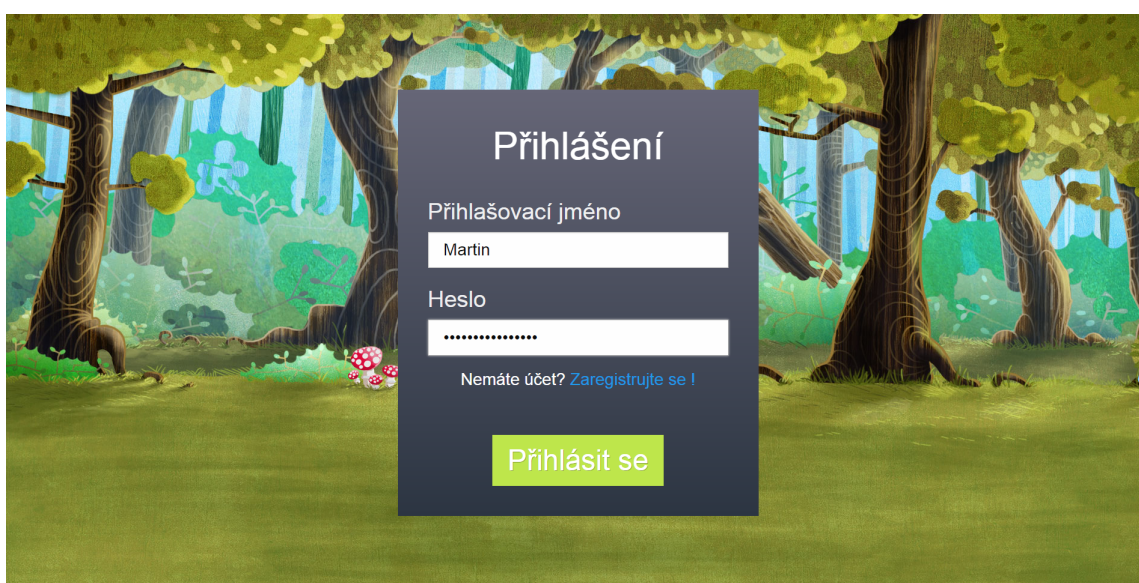 Přihlášení
Přihlašovací jméno
Martin
Heslo
••••••••••••••••
Nemáte účet? Zaregistrujte se !
Přihlásit se